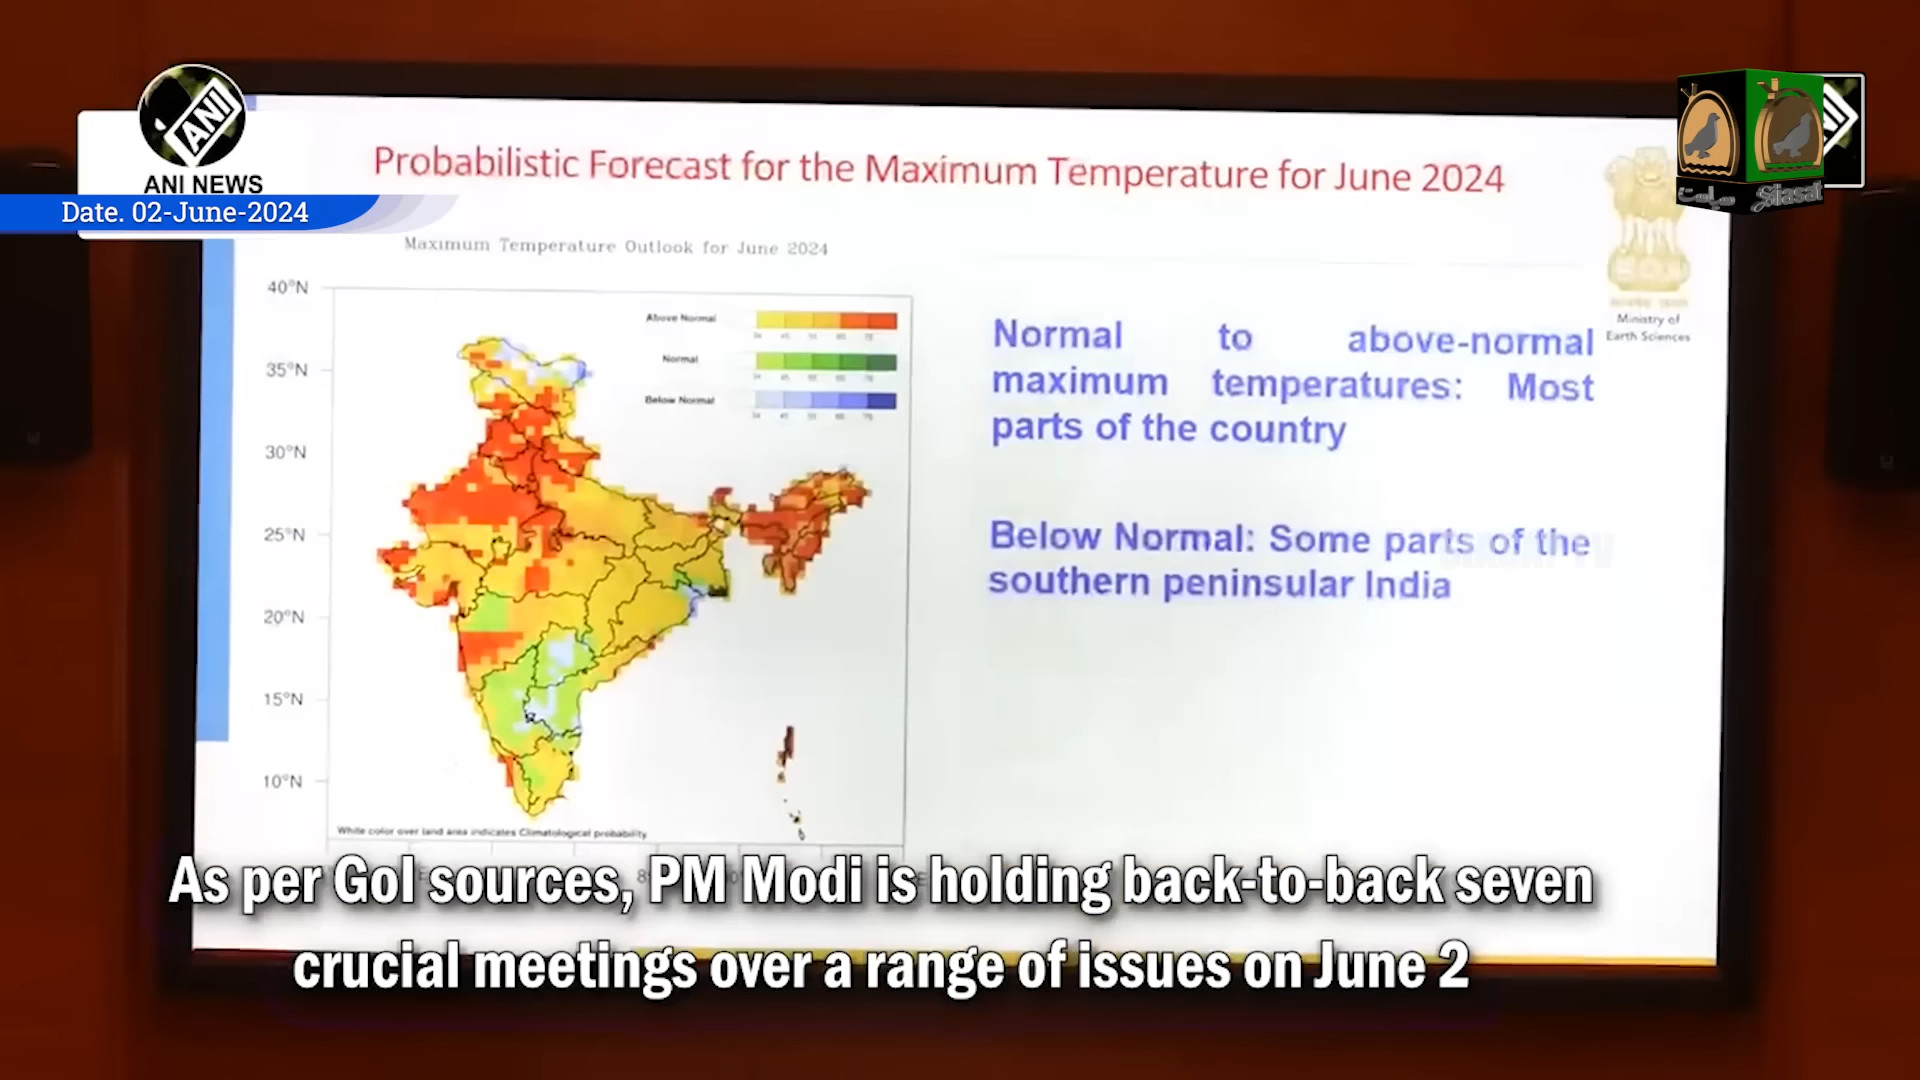 ANI
ANI NEWS
Date. 02-June-2024
سیاست
Siasat
Probabilistic Forecast for the Maximum Temperature for June 2024
Maximum Temperature Outlook for June 2024
Ministry of
Earth Sciences
40°N
35°N
30°N
25°N
20°N
15°N
10°N
Above Normal
Normal
Below Normal
White color over land area indicates Climatological probability
Normal to above-normal
maximum temperatures: Most
parts of the country
Below Normal: Some parts of the
southern peninsular India
As per GoI sources, PM Modi is holding back-to-back seven
crucial meetings over a range of issues on June 2